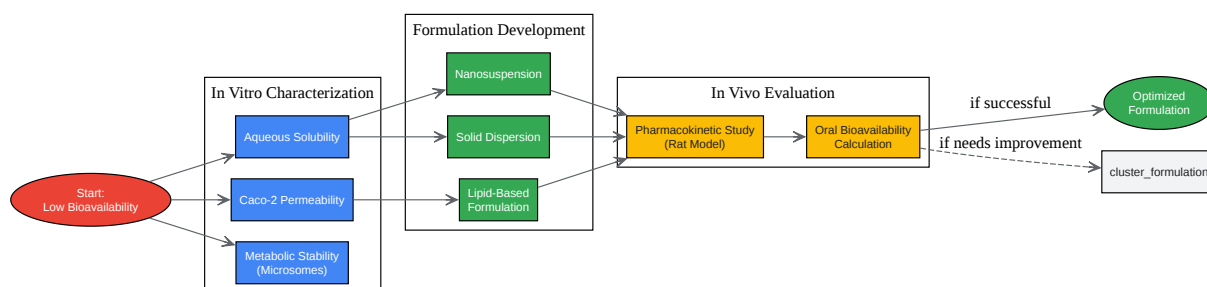 Start:
Low Bioavailability
In Vitro Characterization
Aqueous Solubility
Caco-2 Permeability
Metabolic Stability
(Microsomes)
Formulation Development
Nanosuspension
Solid Dispersion
Lipid-Based
Formulation
In Vivo Evaluation
Pharmacokinetic Study
(Rat Model)
Oral Bioavailability
Calculation
if successful
if needs improvement
Optimized
Formulation
cluster_formulation